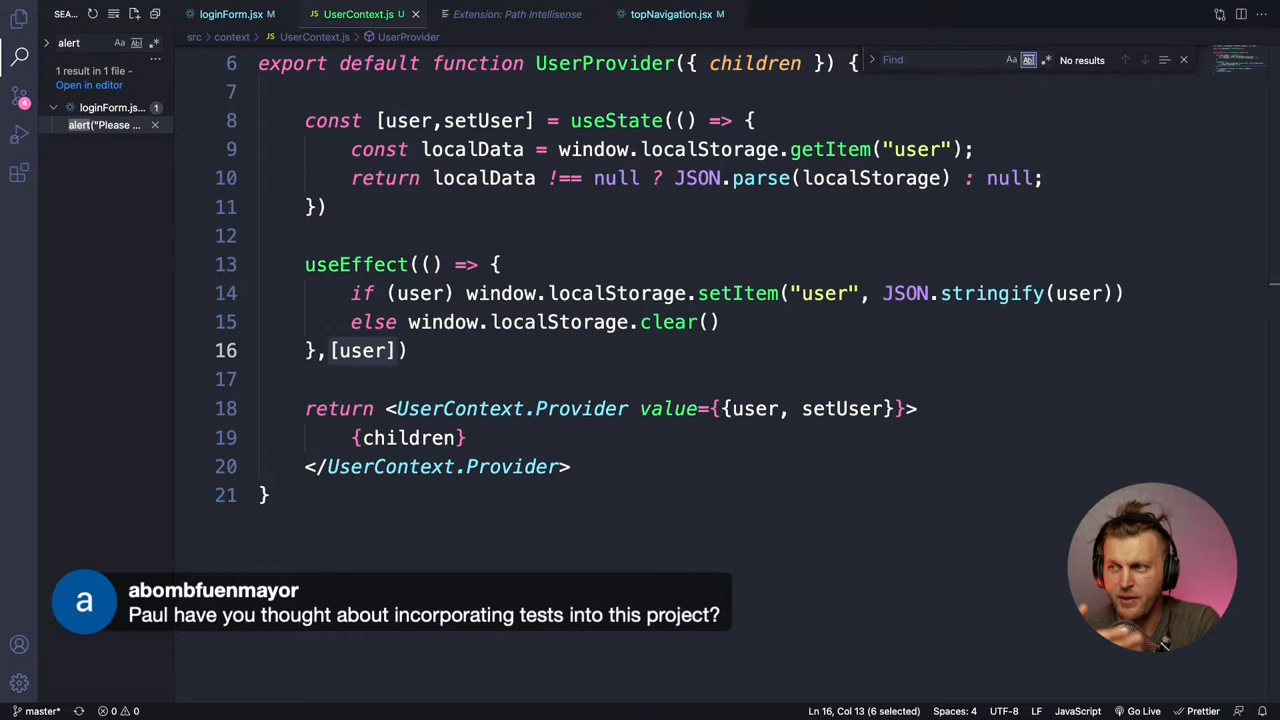 SEA...
loginForm.jsx M
UserContext.js U
Extension: Path Intellisense
topNavigation.jsx M
alert
Aa
Ab
1 result in 1 file -
Open in editor
loginForm.js... 1
alert("Please ...
src > context > JS UserContext.js > UserProvider
Find
Aa
Ab
No results
6 export default function UserProvider({ children }) {
7
8 const [user,setUser] = useState(() => {
9 const localData = window.localStorage.getItem("user");
10 return localData !== null ? JSON.parse(localStorage) : null;
11 })
12
13 useEffect(() => {
14 if (user) window.localStorage.setItem("user", JSON.stringify(user))
15 else window.localStorage.clear()
16 },[user])
17
18 return <UserContext.Provider value={{user, setUser}}>
19 {children}
20 </UserContext.Provider>
21 }
4
a
abombfuenmayor
Paul have you thought about incorporating tests into this project?
master*
0 0
Ln 16, Col 13 (6 selected)
Spaces: 4
UTF-8
LF
JavaScript
Go Live
Prettier